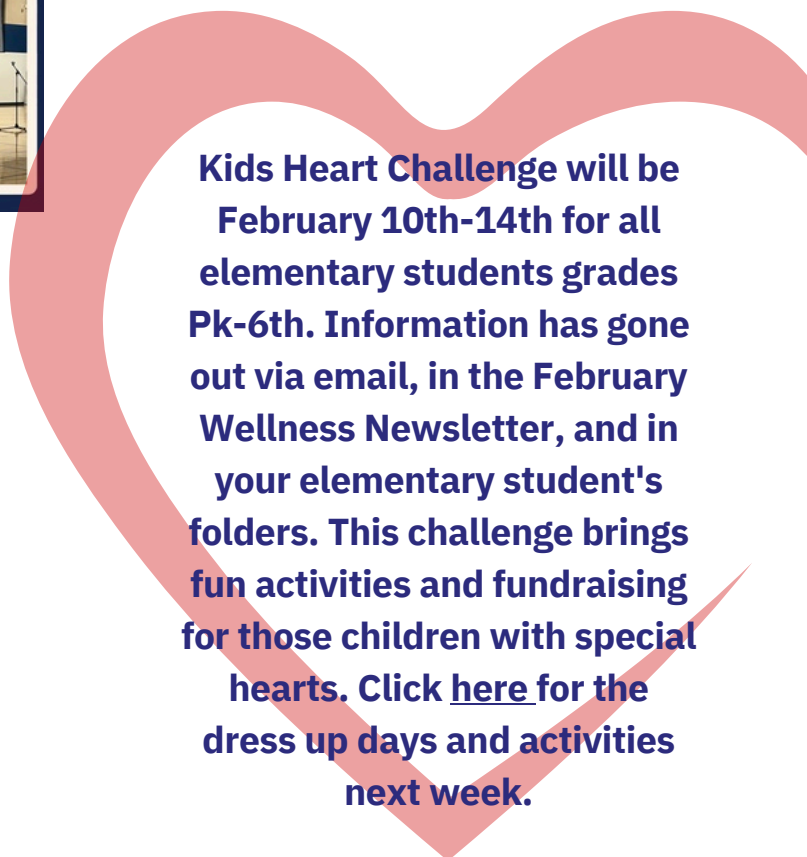 Kids Heart Challenge will be
February 10th-14th for all
elementary students grades
Pk-6th. Information has gone
out via email, in the February
Wellness Newsletter, and in
your elementary student's
folders. This challenge brings
fun activities and fundraising
for those children with special
hearts. Click here for the
dress up days and activities
next week.